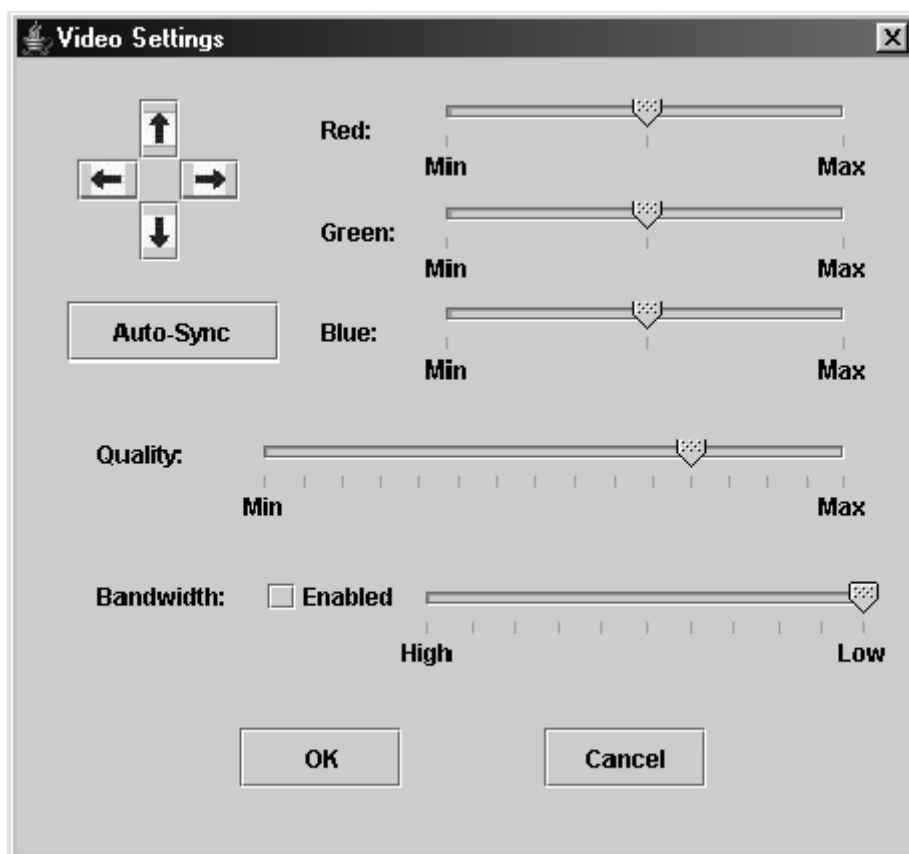 Video Settings
Red:
Min Max
Green:
Min Max
Auto-Sync
Blue:
Min Max
Quality:
Min Max
Bandwidth: Enabled
High Low
OK Cancel